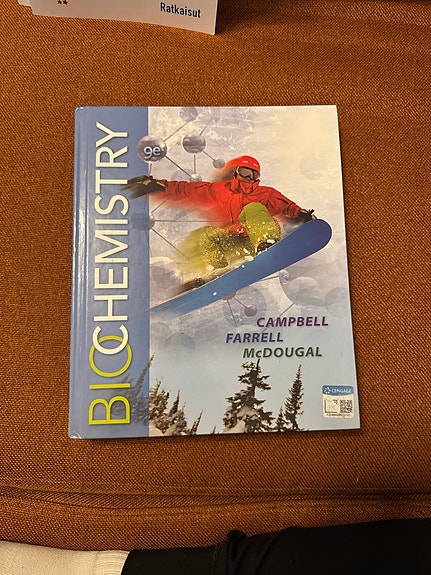 Ratkaisut
BIOCHEMISTRY
9e
CAMPBELL
FARRELL
McDOUGAL
CENGAGE